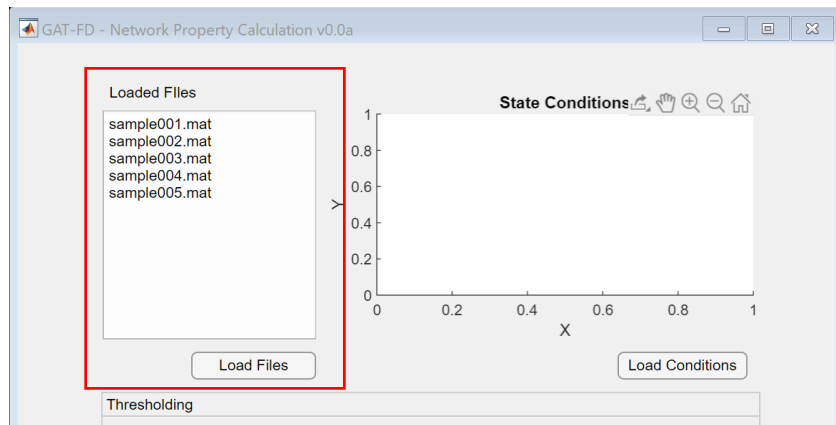 GAT-FD - Network Property Calculation v0.0a
Loaded FIles
sample001.mat
sample002.mat
sample003.mat
sample004.mat
sample005.mat
Load Files
State Conditions
1
0.8
0.6
0.4
0.2
0
Y
0 0.2 0.4 0.6 0.8 1
X
Load Conditions
Thresholding